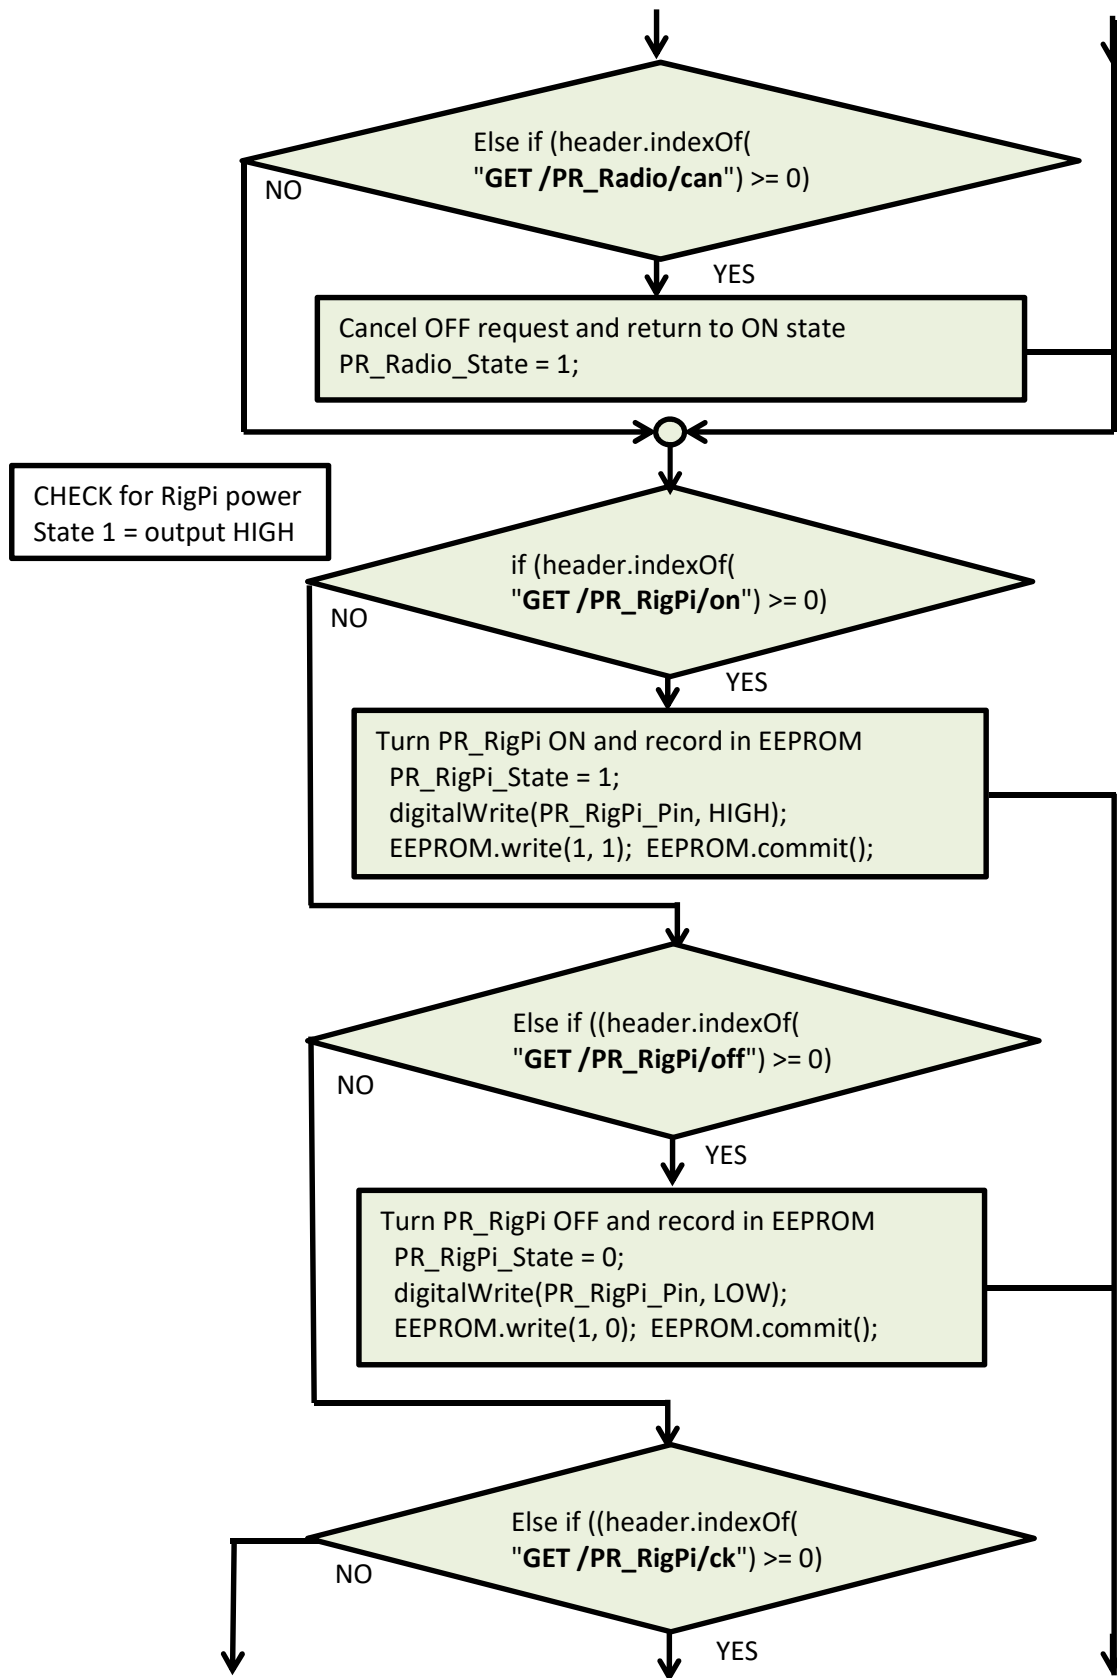 Else if (header.indexOf(
"GET /PR_Radio/can") >= 0)
NO
YES
Cancel OFF request and return to ON state
PR_Radio_State = 1;
CHECK for RigPi power
State 1 = output HIGH
if (header.indexOf(
"GET /PR_RigPi/on") >= 0)
NO
YES
Turn PR_RigPi ON and record in EEPROM
PR_RigPi_State = 1;
digitalWrite(PR_RigPi_Pin, HIGH);
EEPROM.write(1, 1);  EEPROM.commit();
Else if ((header.indexOf(
"GET /PR_RigPi/off") >= 0)
NO
YES
Turn PR_RigPi OFF and record in EEPROM
PR_RigPi_State = 0;
digitalWrite(PR_RigPi_Pin, LOW);
EEPROM.write(1, 0);  EEPROM.commit();
Else if ((header.indexOf(
"GET /PR_RigPi/ck") >= 0)
NO
YES